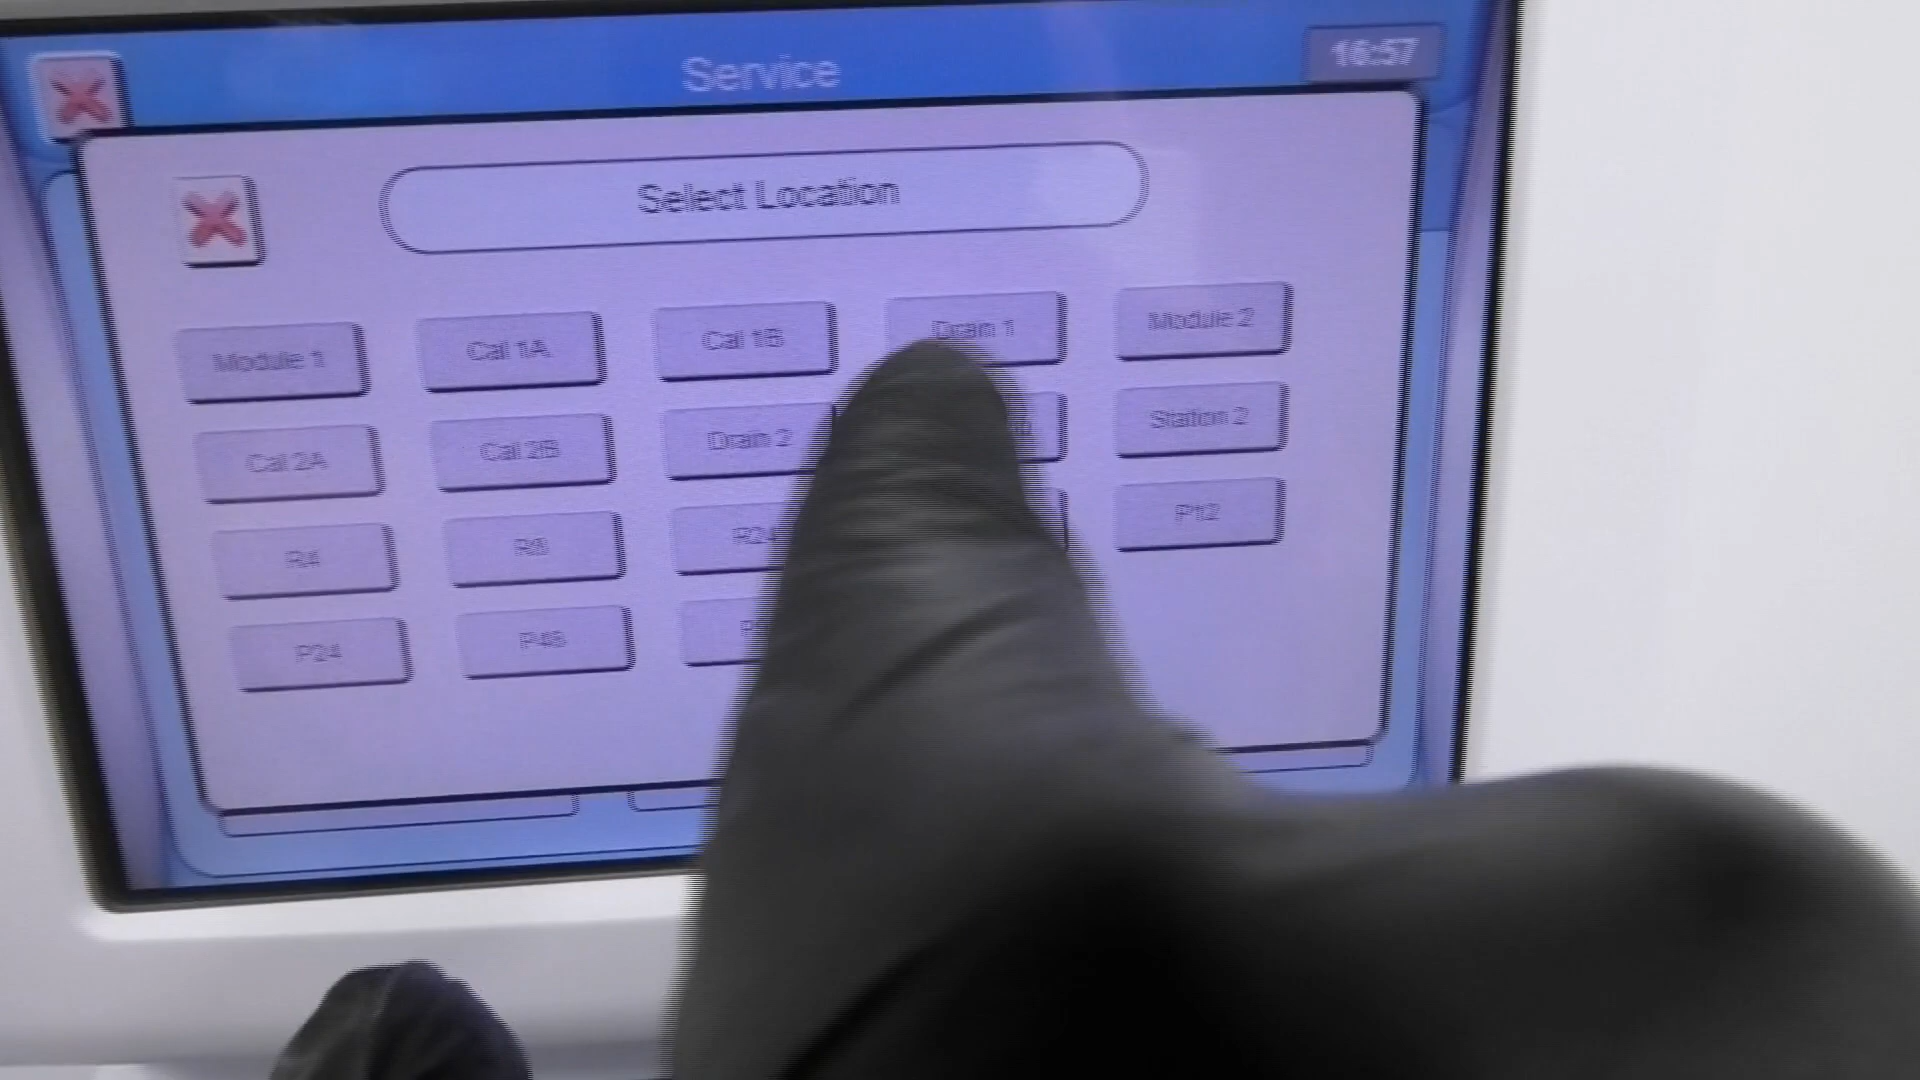 Service
16:57
Select Location
Module 1
Cal 1A
Cal 1B
Drain 1
Module 2
Cal 2A
Cal 2B
Drain 2
Station 2
R4
R8
R24
P12
P24
P48